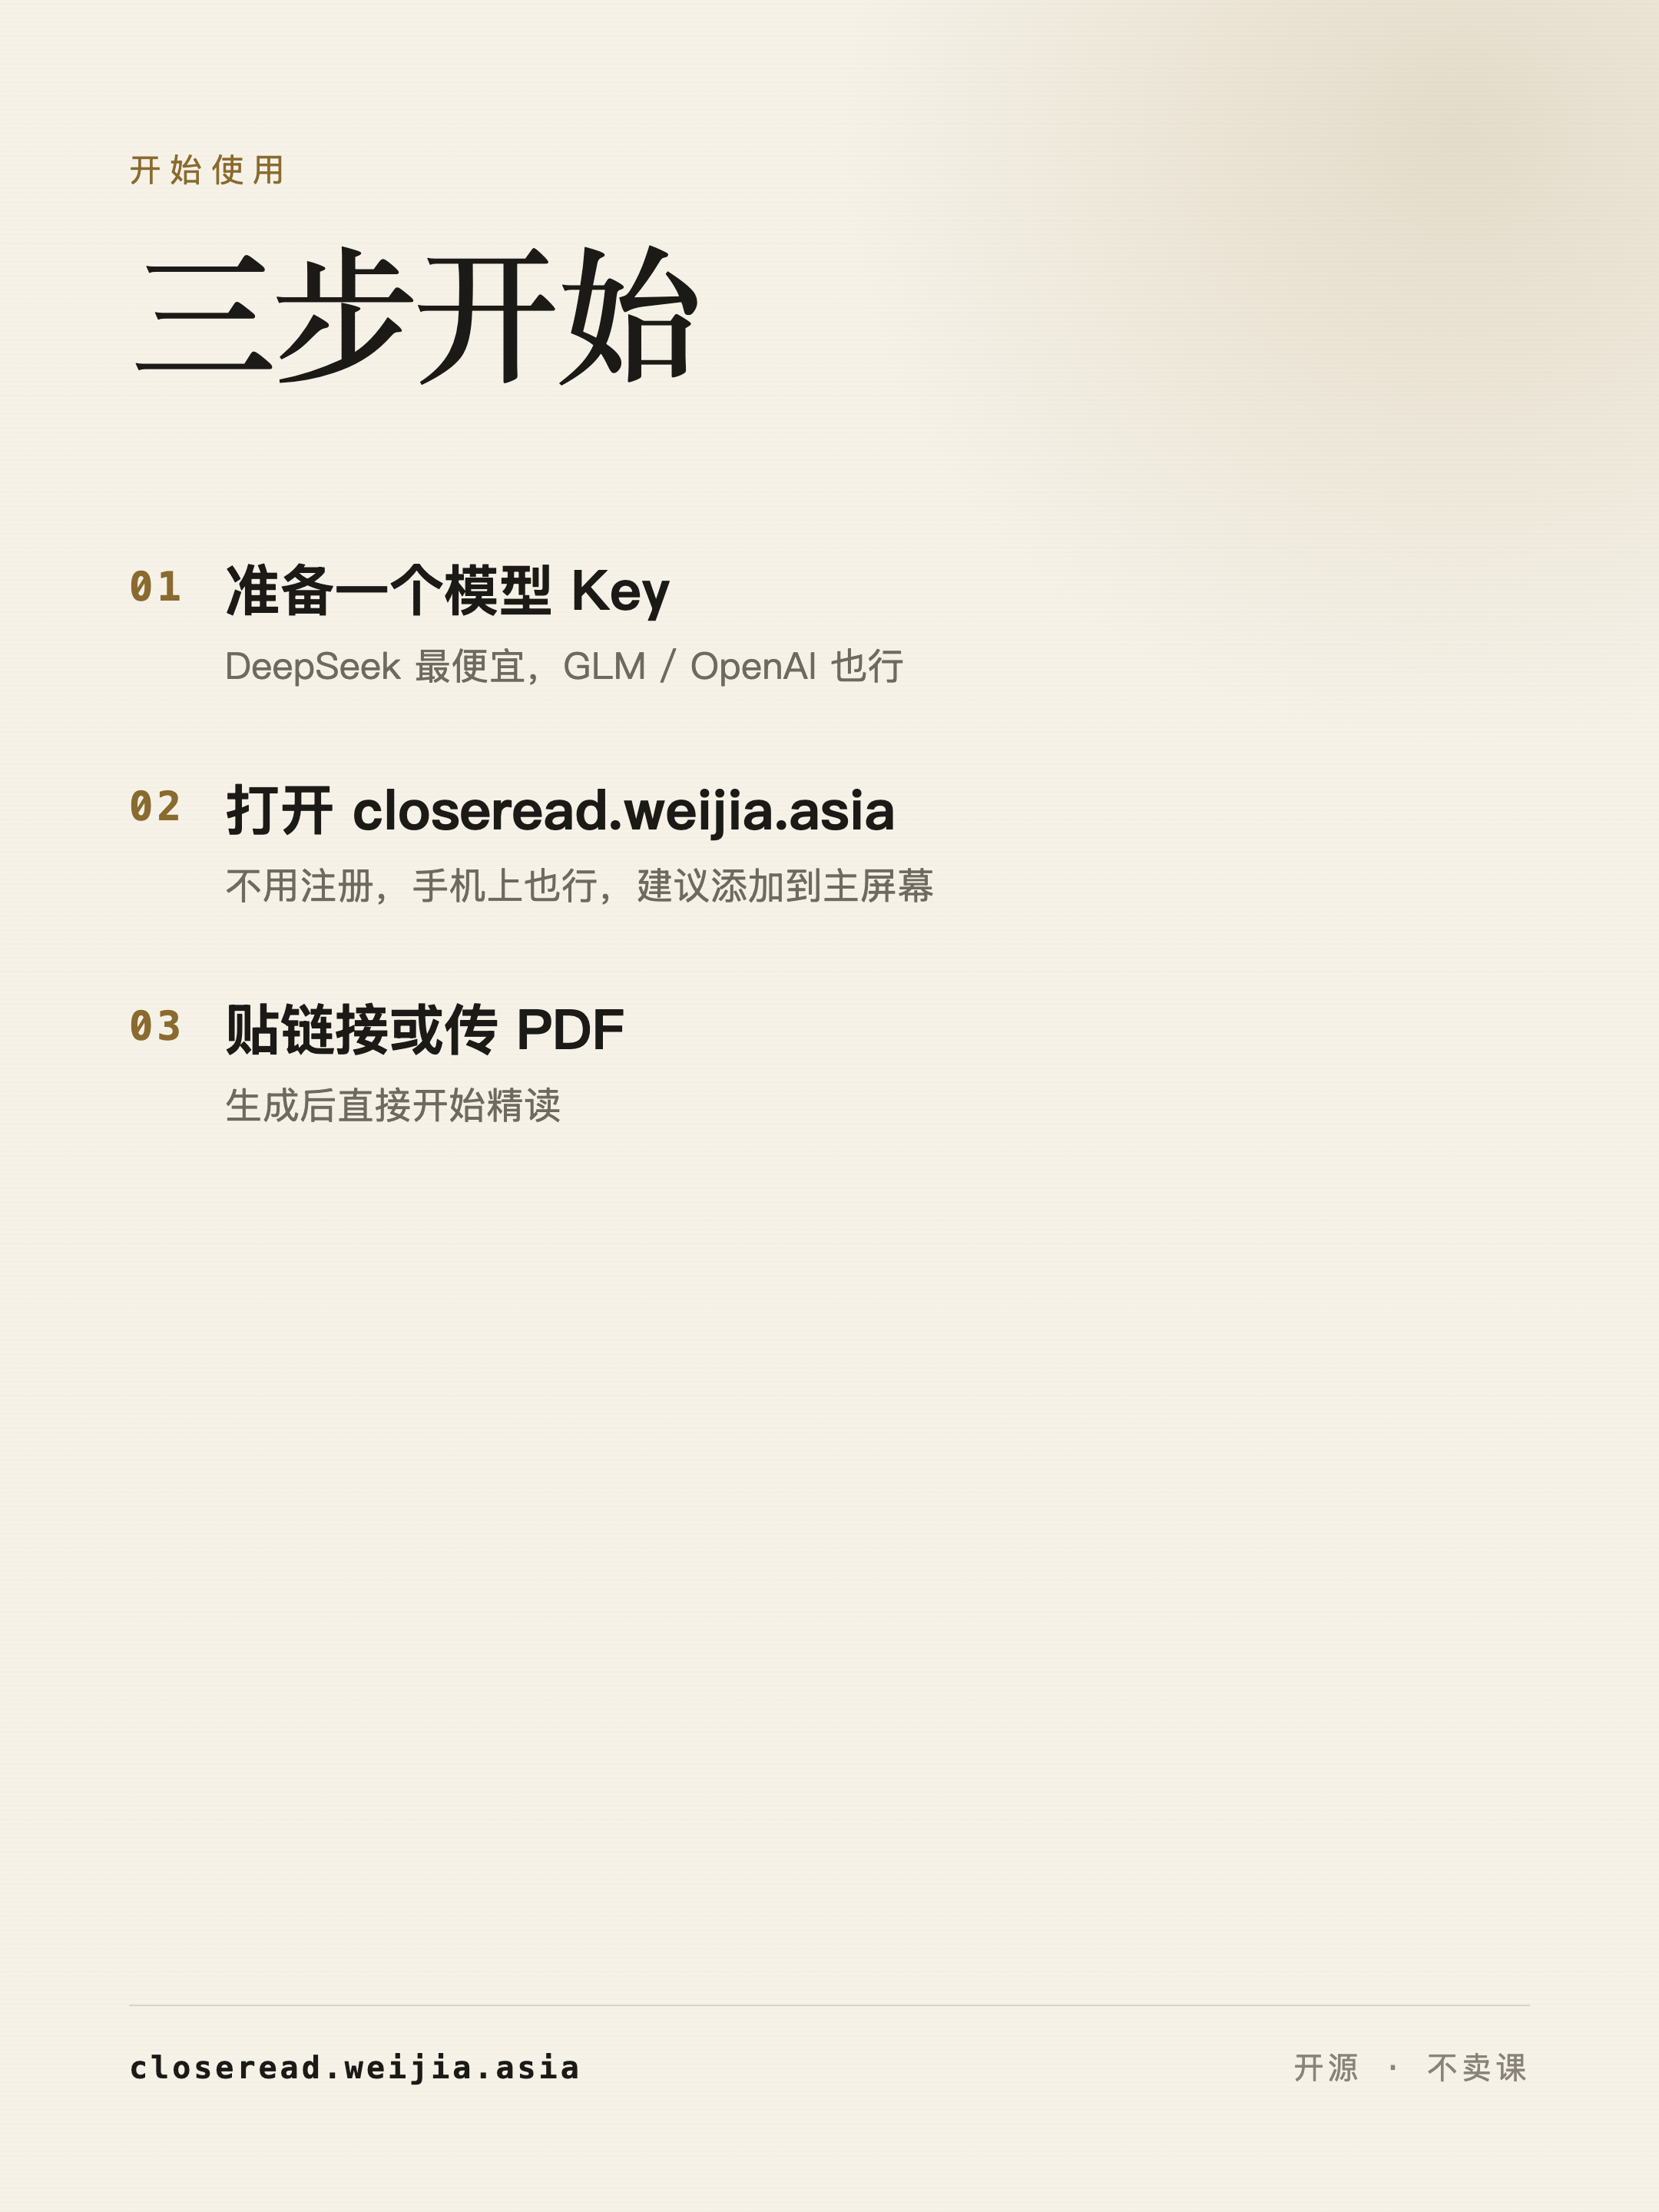 开始使用
三步开始
01 准备一个模型 Key
DeepSeek 最便宜，GLM / OpenAI 也行
02 打开 closeread.weijia.asia
不用注册，手机上也行，建议添加到主屏幕
03 贴链接或传 PDF
生成后直接开始精读
closeread.weijia.asia
开源 · 不卖课